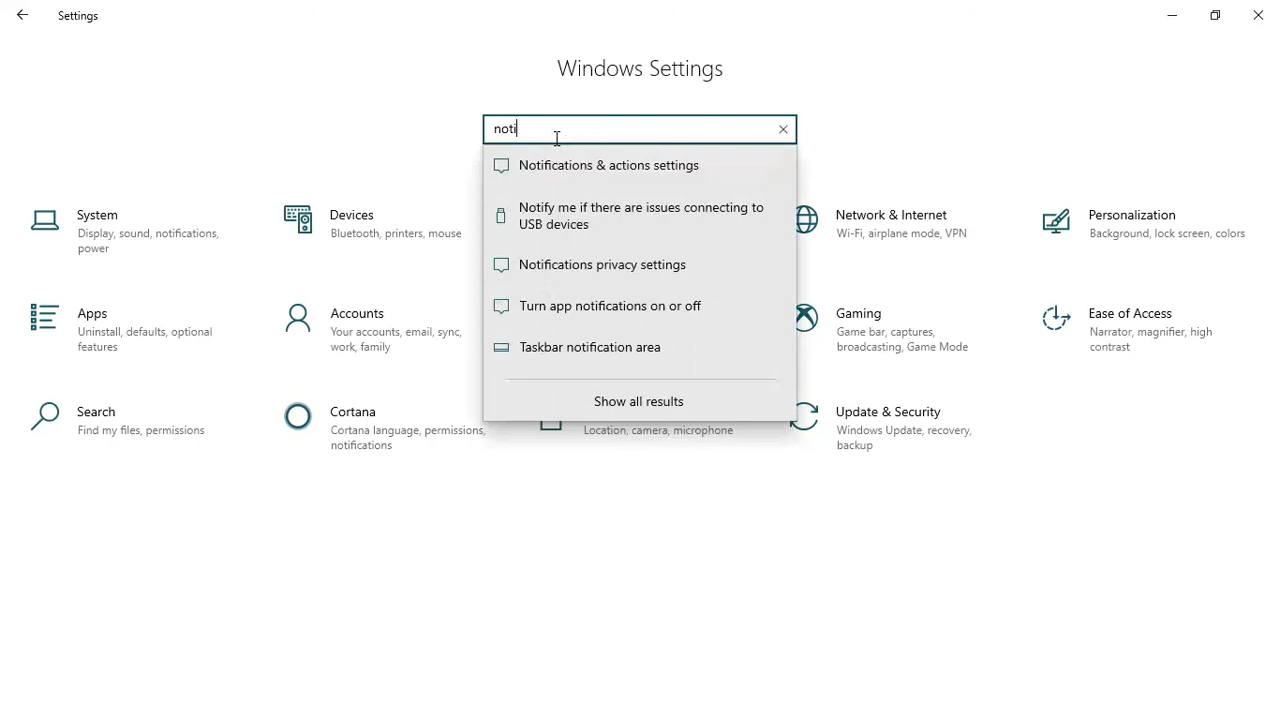 Settings
Windows Settings
noti
Notifications & actions settings
Notify me if there are issues connecting to
USB devices
Notifications privacy settings
Turn app notifications on or off
Taskbar notification area
Show all results
System
Display, sound, notifications,
power
Devices
Bluetooth, printers, mouse
Network & Internet
Wi-Fi, airplane mode, VPN
Personalization
Background, lock screen, colors
Apps
Uninstall, defaults, optional
features
Accounts
Your accounts, email, sync,
work, family
Gaming
Game bar, captures,
broadcasting, Game Mode
Ease of Access
Narrator, magnifier, high
contrast
Search
Find my files, permissions
Cortana
Cortana language, permissions,
notifications
Location, camera, microphone
Update & Security
Windows Update, recovery,
backup